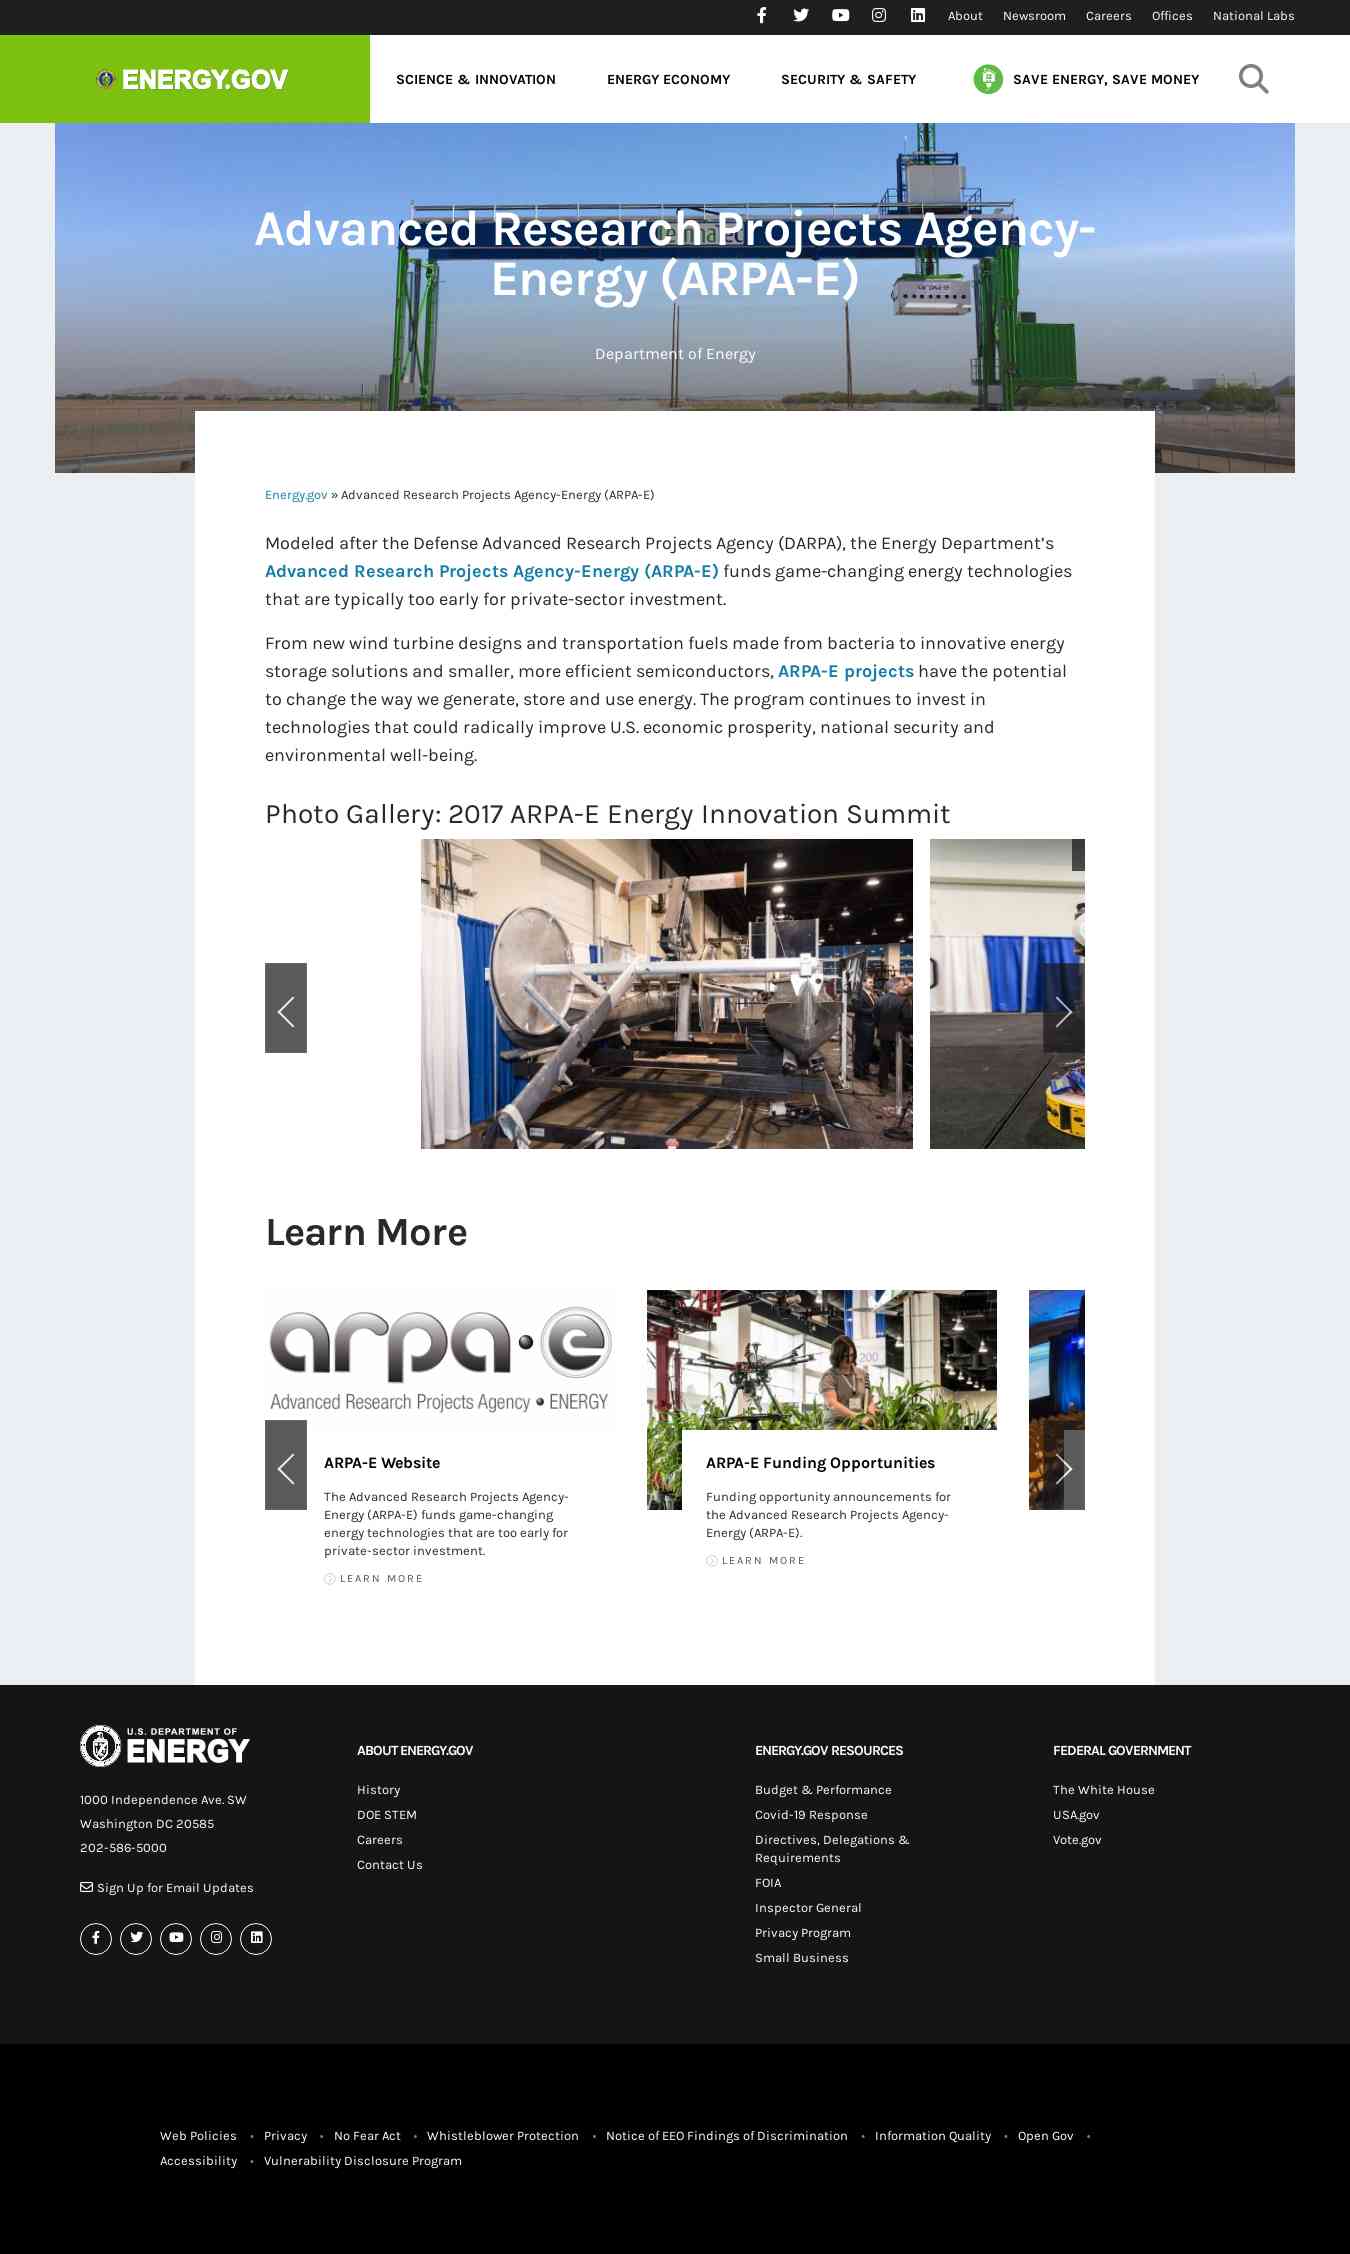 About Newsroom Careers Offices National Labs
ENERGY.GOV
SCIENCE & INNOVATION ENERGY ECONOMY SECURITY & SAFETY SAVE ENERGY, SAVE MONEY
Advanced Research Projects Agency-
Energy (ARPA-E)
arpa-e
Department of Energy
Energy.gov » Advanced Research Projects Agency-Energy (ARPA-E)
Modeled after the Defense Advanced Research Projects Agency (DARPA), the Energy Department's
Advanced Research Projects Agency-Energy (ARPA-E) funds game-changing energy technologies
that are typically too early for private-sector investment.
From new wind turbine designs and transportation fuels made from bacteria to innovative energy
storage solutions and smaller, more efficient semiconductors, ARPA-E projects have the potential
to change the way we generate, store and use energy. The program continues to invest in
technologies that could radically improve U.S. economic prosperity, national security and
environmental well-being.
Photo Gallery: 2017 ARPA-E Energy Innovation Summit
Learn More
arpa·e
Advanced Research Projects Agency • ENERGY
200
ARPA-E Website
The Advanced Research Projects Agency-
Energy (ARPA-E) funds game-changing
energy technologies that are too early for
private-sector investment.
LEARN MORE
ARPA-E Funding Opportunities
Funding opportunity announcements for
the Advanced Research Projects Agency-
Energy (ARPA-E).
LEARN MORE
U.S. DEPARTMENT OF
ENERGY
1000 Independence Ave. SW
Washington DC 20585
202-586-5000
Sign Up for Email Updates
ABOUT ENERGY.GOV
History
DOE STEM
Careers
Contact Us
ENERGY.GOV RESOURCES
Budget & Performance
Covid-19 Response
Directives, Delegations &
Requirements
FOIA
Inspector General
Privacy Program
Small Business
FEDERAL GOVERNMENT
The White House
USA.gov
Vote.gov
Web Policies • Privacy • No Fear Act • Whistleblower Protection • Notice of EEO Findings of Discrimination • Information Quality • Open Gov •
Accessibility • Vulnerability Disclosure Program